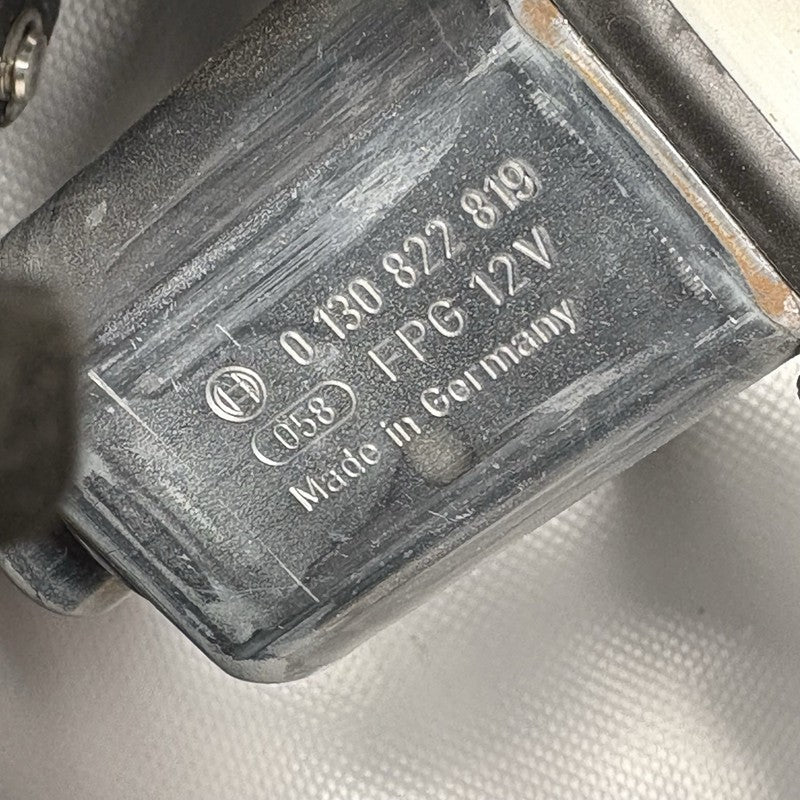 0 130 822 819
058 FPG 12V
Made in Germany